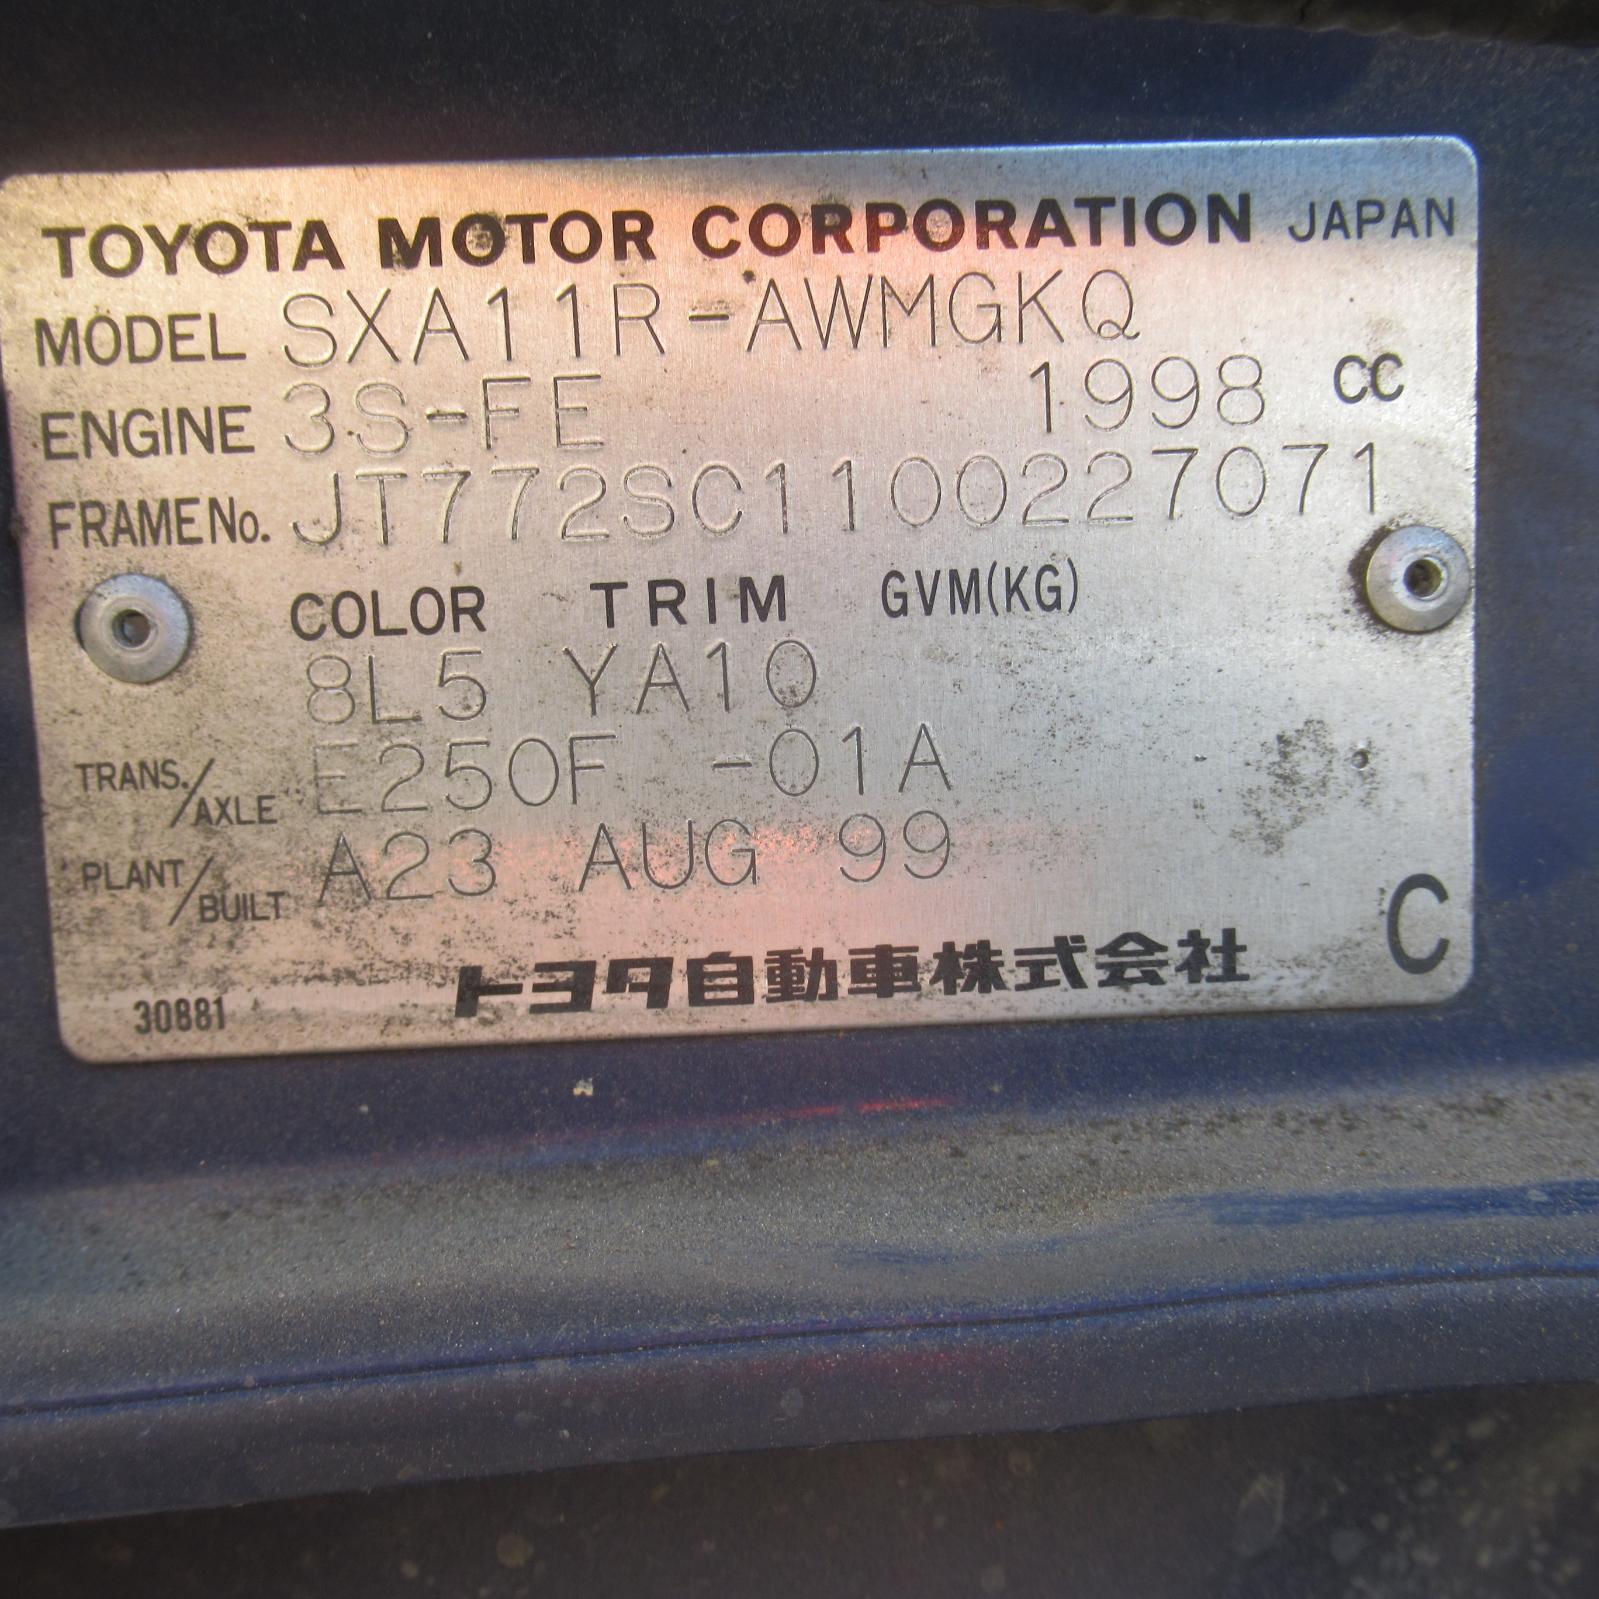 TOYOTA MOTOR CORPORATION JAPAN
MODEL SXA11R-AWMGKQ
ENGINE 3S-FE 1998 CC
FRAME No. JT772SC1100227071
COLOR TRIM GVM(KG)
8L5 YA10
TRANS./AXLE E250F -01A
PLANT/BUILT A23 AUG 99
C
トヨタ自動車株式会社
30881